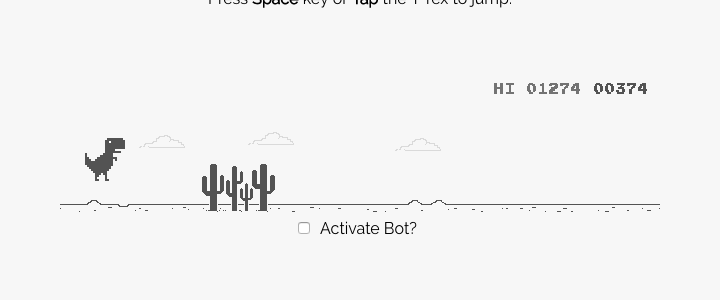 Press Space key or Tap the T-rex to jump.
HI 01274 00374
Activate Bot?